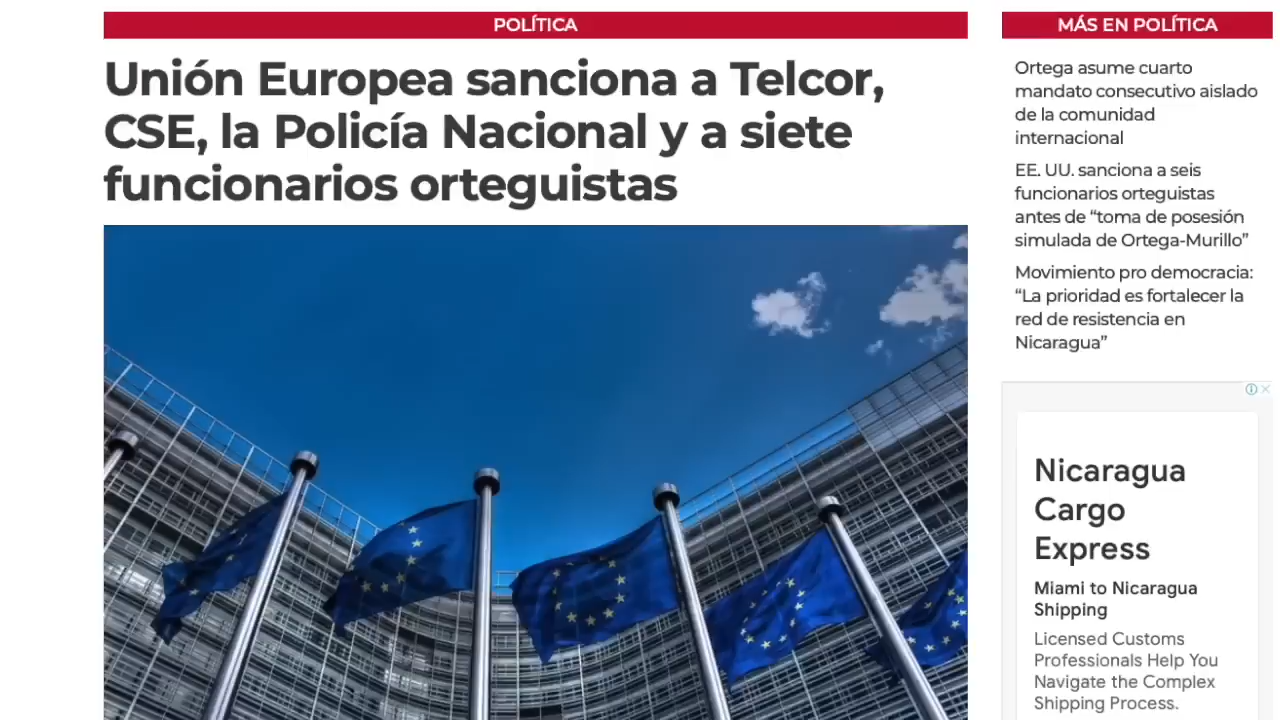 POLÍTICA
Unión Europea sanciona a Telcor,
CSE, la Policía Nacional y a siete
funcionarios orteguistas
MÁS EN POLÍTICA
Ortega asume cuarto
mandato consecutivo aislado
de la comunidad
internacional
EE. UU. sanciona a seis
funcionarios orteguistas
antes de “toma de posesión
simulada de Ortega-Murillo”
Movimiento pro democracia:
“La prioridad es fortalecer la
red de resistencia en
Nicaragua”
Nicaragua
Cargo
Express
Miami to Nicaragua
Shipping
Licensed Customs
Professionals Help You
Navigate the Complex
Shipping Process.